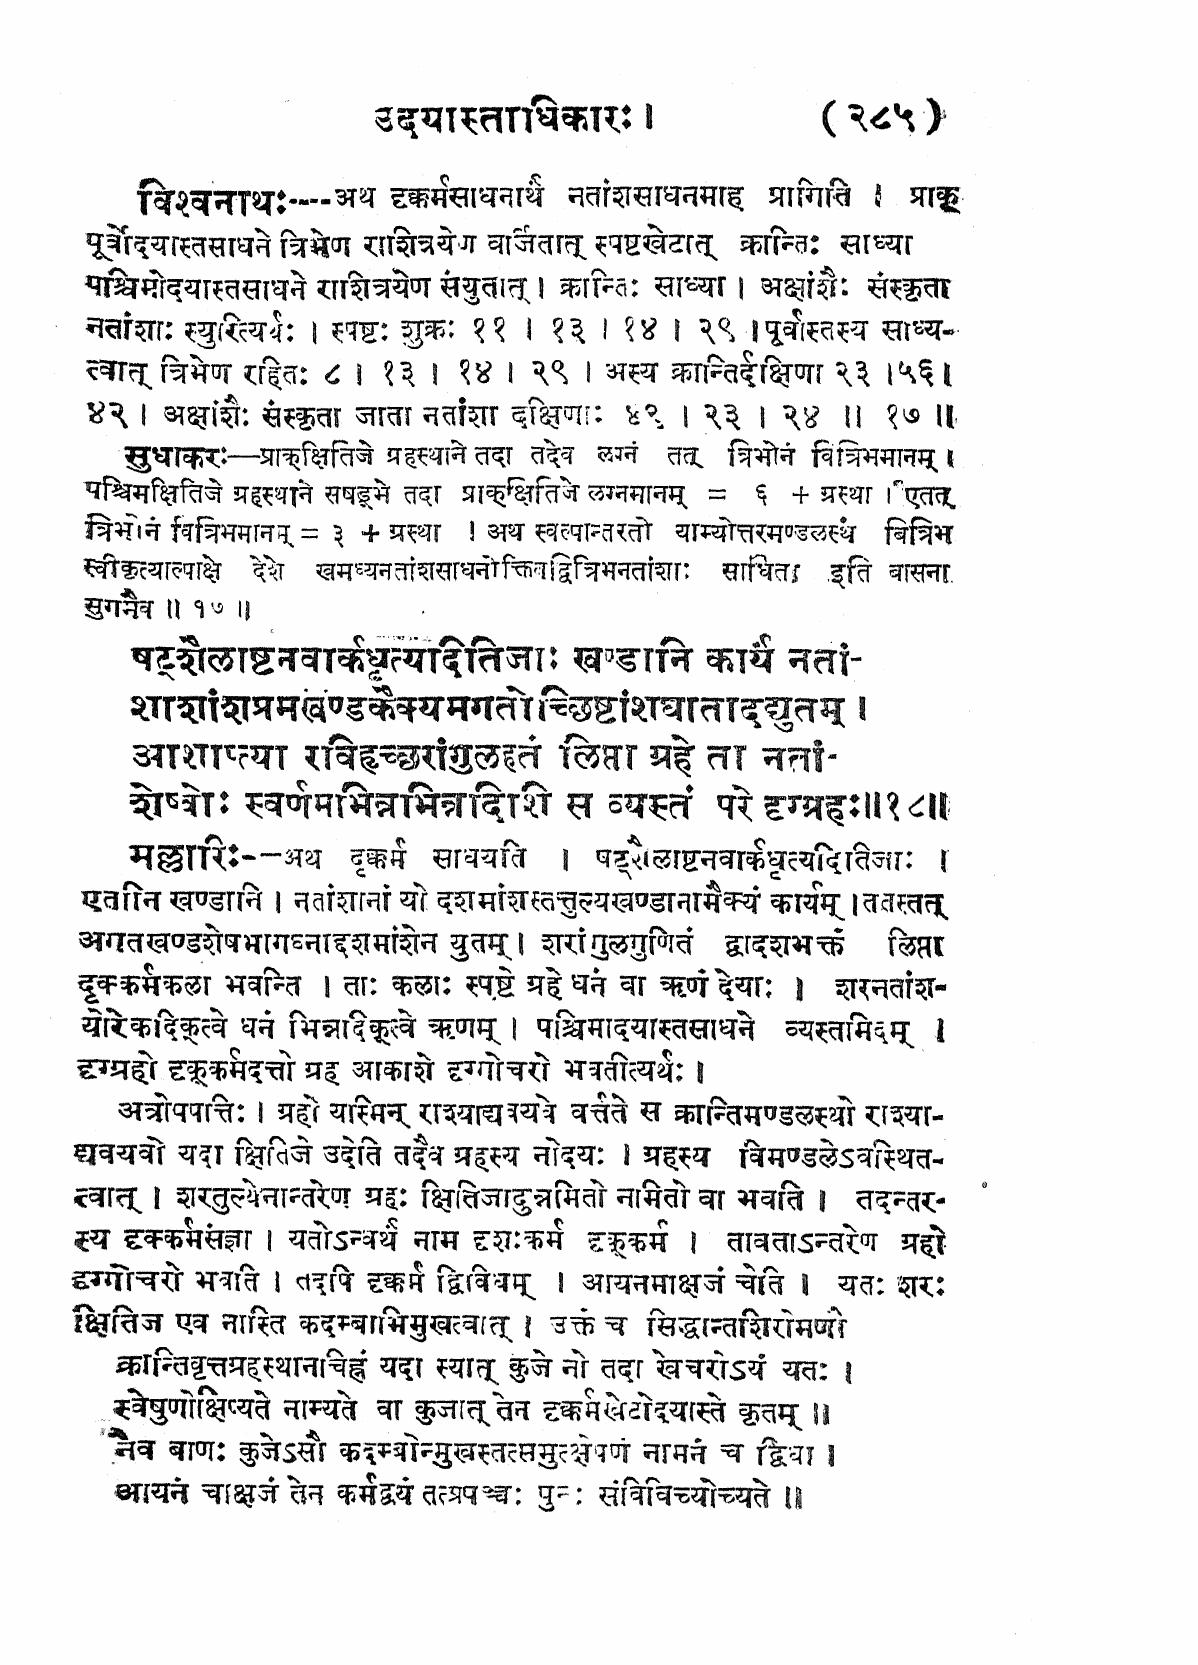 उदयास्ताधिकारः । (२८५)
विश्वनाथः----अथ दृक्कर्मसाधनार्थं नतांशसाधनमाह प्रागिति । प्राक्
पूर्वोदयास्तसाधने त्रिभेण राशित्रयेण वर्जितात् स्पष्टखेटात् क्रान्तिः साध्या
पश्चिमोदयास्तसाधने राशित्रयेण संयुतात् । क्रान्तिः साध्या । अक्षांशैः संस्कृता
नतांशाः स्युरित्यर्थः । स्पष्टः शुक्रः ११ । १३ । १४ । २९ । पूर्वास्तस्य साध्य-
त्वात् त्रिभेण रहितः ८ । १३ । १४ । २९ । अस्य क्रान्तिर्दक्षिणा २३ ।५६।
४२ । अक्षांशैः संस्कृता जाता नतांशा दक्षिणाः ४९ । २३ । २४ ॥ १७ ॥
सुधाकरः—प्राक्क्षितिजे ग्रहस्थाने तदा तदेव लग्नं तत् त्रिभोनं वित्रिभमानम् ।
पश्चिमक्षितिजे ग्रहस्थाने सषड्भे तदा प्राक्क्षितिजे लग्नमानम् = ६ + ग्रस्था । एतत्
त्रिभोनं वित्रिभमानम् = ३ + ग्रस्था । अथ स्वल्पान्तरतो याम्योत्तरमण्डलस्थं बित्रिभ
स्वीकृत्याल्पाक्षे देशे खमध्यनतांशसाधनोक्तिवद्वित्रिभनतांशाः साधिता इति बासना
सुगमैव ॥ १७ ॥
षट्शैलाष्टनवार्कधृत्यादितिजाः खण्डानि कार्यं नतां-
शाशांशप्रमखण्डकैक्यमगतोच्छिष्टांशघाताद्युतम् ।
आशाप्त्या रविहृच्छरांगुलहतं लिप्ता ग्रहे ता नतां-
शेष्वोः स्वर्णमभिन्नभिन्नदिशि स व्यस्तं परे दृग्ग्रहः॥१८॥
मल्लारिः--अथ दृक्कर्म साधयति । षट्शैलाष्टनवार्कधृत्यदितिजाः ।
एतानि खण्डानि । नतांशानां यो दशमांशस्तत्तुल्यखण्डानामैक्यं कार्यम् । ततस्तत्
अगतखण्डशेषभागघ्नाद्दशमांशेन युतम् । शरांगुलगुणितं द्वादशभक्तं लिप्ता
दृक्कर्मकला भवन्ति । ताः कलाः स्पष्टे ग्रहे धनं वा ऋणं देयाः । शरनतांश-
योरेकदिक्त्वे धनं भिन्नादिक्त्वे ऋणम् । पश्चिमादयास्तसाधने व्यस्तमिदम् ।
दृग्ग्रहो दृक्कर्मदत्तो ग्रह आकाशे दृग्गोचरो भवतीत्यर्थः ।
अत्रोपपात्तिः । ग्रहो यास्मिन् राश्याद्यवयवे वर्त्तते स क्रान्तिमण्डलस्थो राश्या-
द्यवयवो यदा क्षितिजे उदेति तदैव ग्रहस्य नोदयः । ग्रहस्य विमण्डलेऽवस्थित-
त्वात् । शरतुल्येनान्तरेण ग्रहः क्षितिजादुन्नमितो नामितो वा भवति । तदन्तर-
स्य दृक्कर्मसंज्ञा । यतोऽन्वर्थं नाम दृशःकर्म दृक्कर्म । तावताऽन्तरेण ग्रहो
दृग्गोचरो भवति । तदपि दृक्कर्म द्विविधम् । आयनमाक्षजं चेति । यतः शरः
क्षितिज एव नास्ति कदम्बाभिमुखत्वात् । उक्तं च सिद्धान्तशिरोमणौ
क्रान्तिवृत्तग्रहस्थानाचिह्नं यदा स्यात् कुजे नो तदा खेचरोऽयं यतः ।
स्वेषुणोक्षिप्यते नाम्यते वा कुजात् तेन दृक्कर्मखेटोदयास्ते कृतम् ॥
नैव बाणः कुजेऽसौ कदम्बोन्मुखस्तत्समुत्क्षेपणं नामनं च द्विधा ।
आयनं चाक्षजं तेन कर्मद्वयं तत्प्रपञ्चः पुनः संविविच्योच्यते ॥